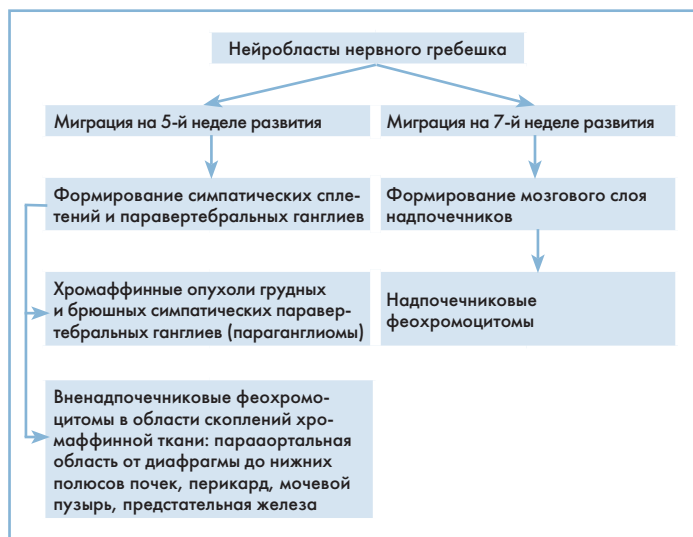 Нейробласты нервного гребешка
Миграция на 5-й неделе развития
Миграция на 7-й неделе развития
Формирование симпатических спле-
тений и паравертебральных ганглиев
Формирование мозгового слоя
надпочечников
Хромаффинные опухоли грудных
и брюшных симпатических паравер-
тебральных ганглиев (параганглиомы)
Надпочечниковые
феохромоцитомы
Вненадпочечниковые феохромо-
цитомы в области скоплений хро-
маффинной ткани: парааортальная
область от диафрагмы до нижних
полюсов почек, перикард, мочевой
пузырь, предстательная железа